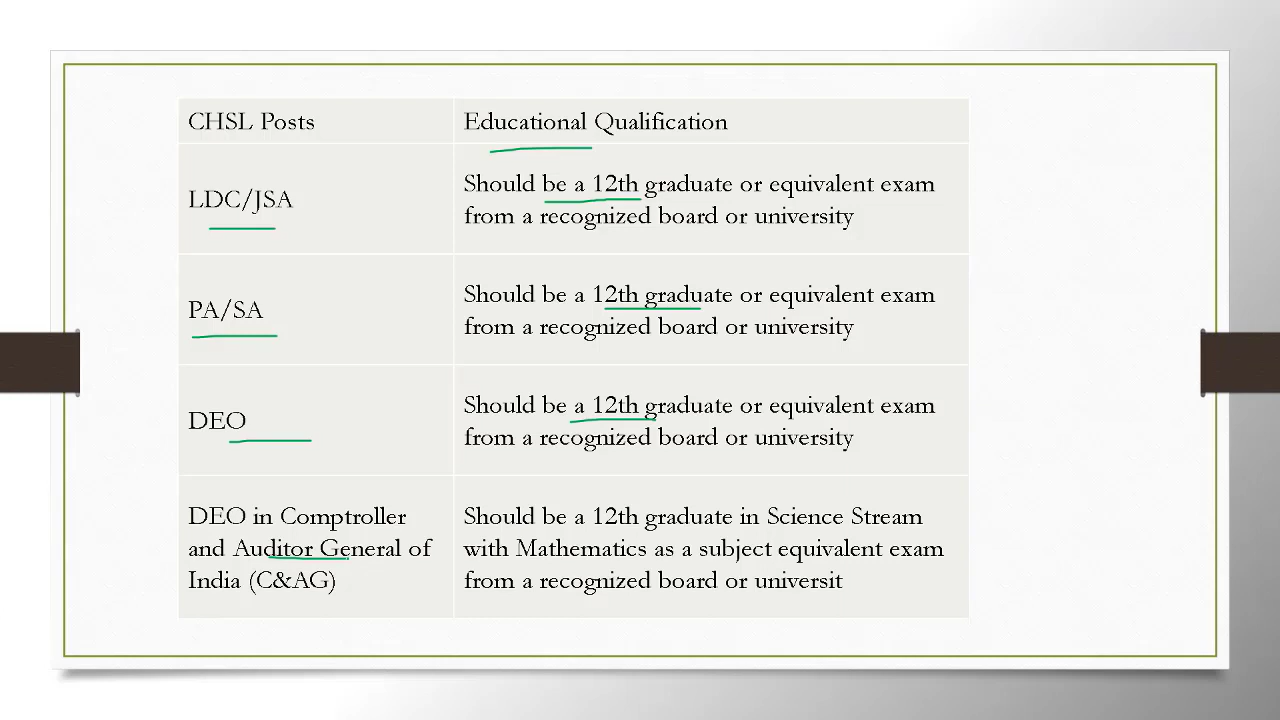 CHSL Posts
Educational Qualification
LDC/JSA
Should be a 12th graduate or equivalent exam
from a recognized board or university
PA/SA
Should be a 12th graduate or equivalent exam
from a recognized board or university
DEO
Should be a 12th graduate or equivalent exam
from a recognized board or university
DEO in Comptroller
and Auditor General of
India (C&AG)
Should be a 12th graduate in Science Stream
with Mathematics as a subject equivalent exam
from a recognized board or universit